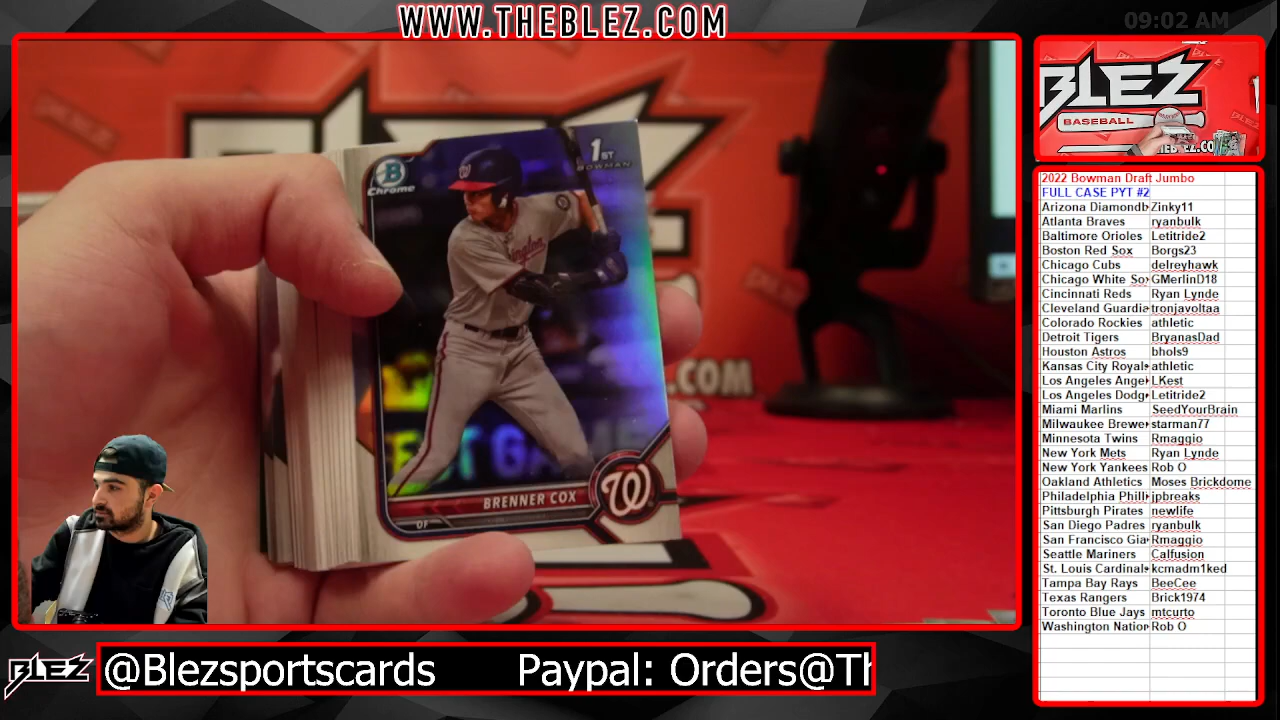 WWW.THEBLEZ.COM
09:02 AM
BLEZ
BASEBALL
1ST
BOWMAN
B
Chrome
W
.COM
BRENNER COX
OF
W
2022 Bowman Draft Jumbo
FULL CASE PYT #2
Arizona Diamondb Zinky11
Atlanta Braves ryanbulk
Baltimore Orioles Letitride2
Boston Red Sox Borgs23
Chicago Cubs delreyhawk
Chicago White Sox GMerlinD18
Cincinnati Reds Ryan Lynde
Cleveland Guardia tronjavoltaa
Colorado Rockies athletic
Detroit Tigers BryanasDad
Houston Astros bhols9
Kansas City Royals athletic
Los Angeles Angel LKest
Los Angeles Dodg Letitride2
Miami Marlins SeedYourBrain
Milwaukee Brewe starman77
Minnesota Twins Rmaggio
New York Mets Ryan Lynde
New York Yankees Rob O
Oakland Athletics Moses Brickdome
Philadelphia Philli jpbreaks
Pittsburgh Pirates newlife
San Diego Padres ryanbulk
San Francisco Gia Rmaggio
Seattle Mariners Calfusion
St. Louis Cardinals kcmadm1ked
Tampa Bay Rays BeeCee
Texas Rangers Brick1974
Toronto Blue Jays mtcurto
Washington Nation Rob O
BLEZ
@Blezsportscards Paypal: Orders@Th